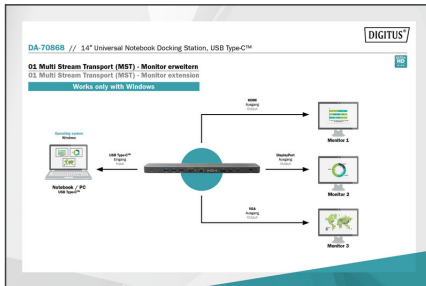 DIGITUS®
DA-70868 // 14" Universal Notebook Docking Station, USB Type-C™
HD
01 Multi Stream Transport (MST) - Monitor erweitern
01 Multi Stream Transport (MST) - Monitor extension
Works only with Windows
HDMI
Ausgang
Output
Monitor 1
Operating system
Windows
USB Type-C™
Eingang
Input
DisplayPort
Ausgang
Output
Notebook / PC
USB Type-C™
Monitor 2
VGA
Ausgang
Output
Monitor 3